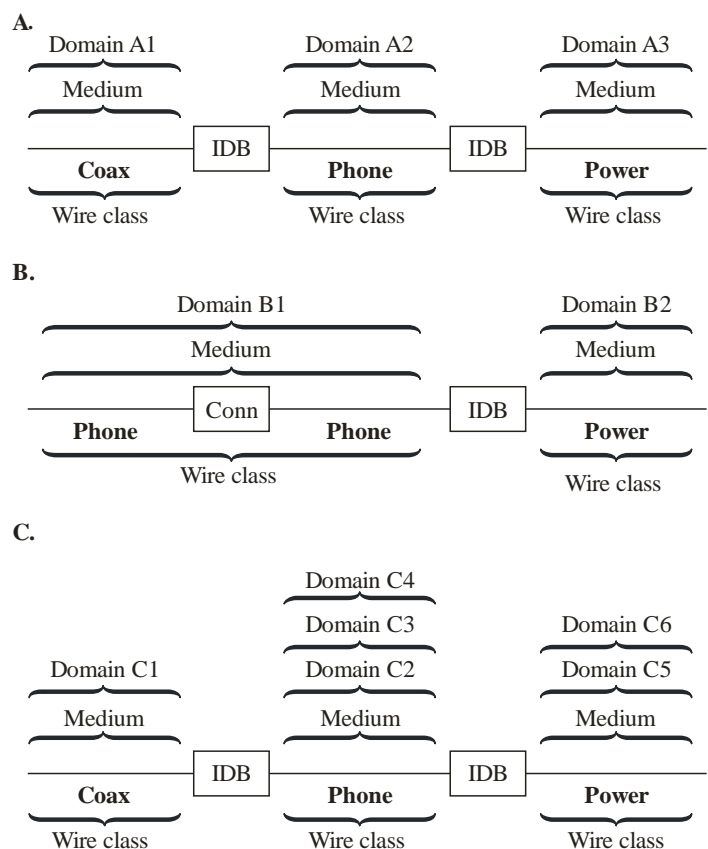 A.
Domain A1 Domain A2 Domain A3
Medium Medium Medium
IDB IDB
Coax Phone Power
Wire class Wire class Wire class
B.
Domain B1 Domain B2
Medium Medium
Conn IDB
Phone Phone Power
Wire class Wire class
C.
Domain C4
Domain C3 Domain C6
Domain C1 Domain C2 Domain C5
Medium Medium Medium
IDB IDB
Coax Phone Power
Wire class Wire class Wire class